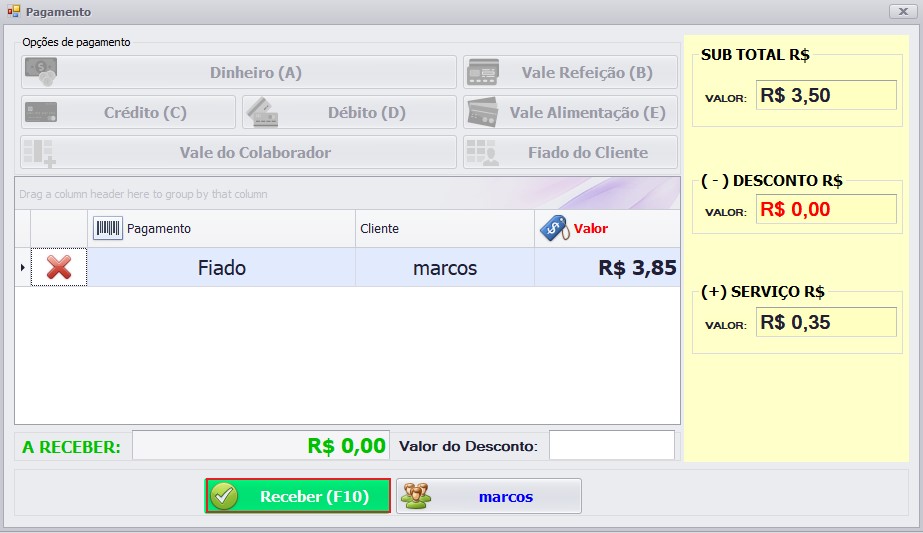 Pagamento
Opções de pagamento
Dinheiro (A)
Vale Refeição (B)
Crédito (C)
Débito (D)
Vale Alimentação (E)
Vale do Colaborador
Fiado do Cliente
Drag a column header here to group by that column
Pagamento
Cliente
Valor
Fiado
marcos
R$ 3,85
A RECEBER:
R$ 0,00
Valor do Desconto:
Receber (F10)
marcos
SUB TOTAL R$
VALOR:
R$ 3,50
( - ) DESCONTO R$
VALOR:
R$ 0,00
(+) SERVIÇO R$
VALOR:
R$ 0,35